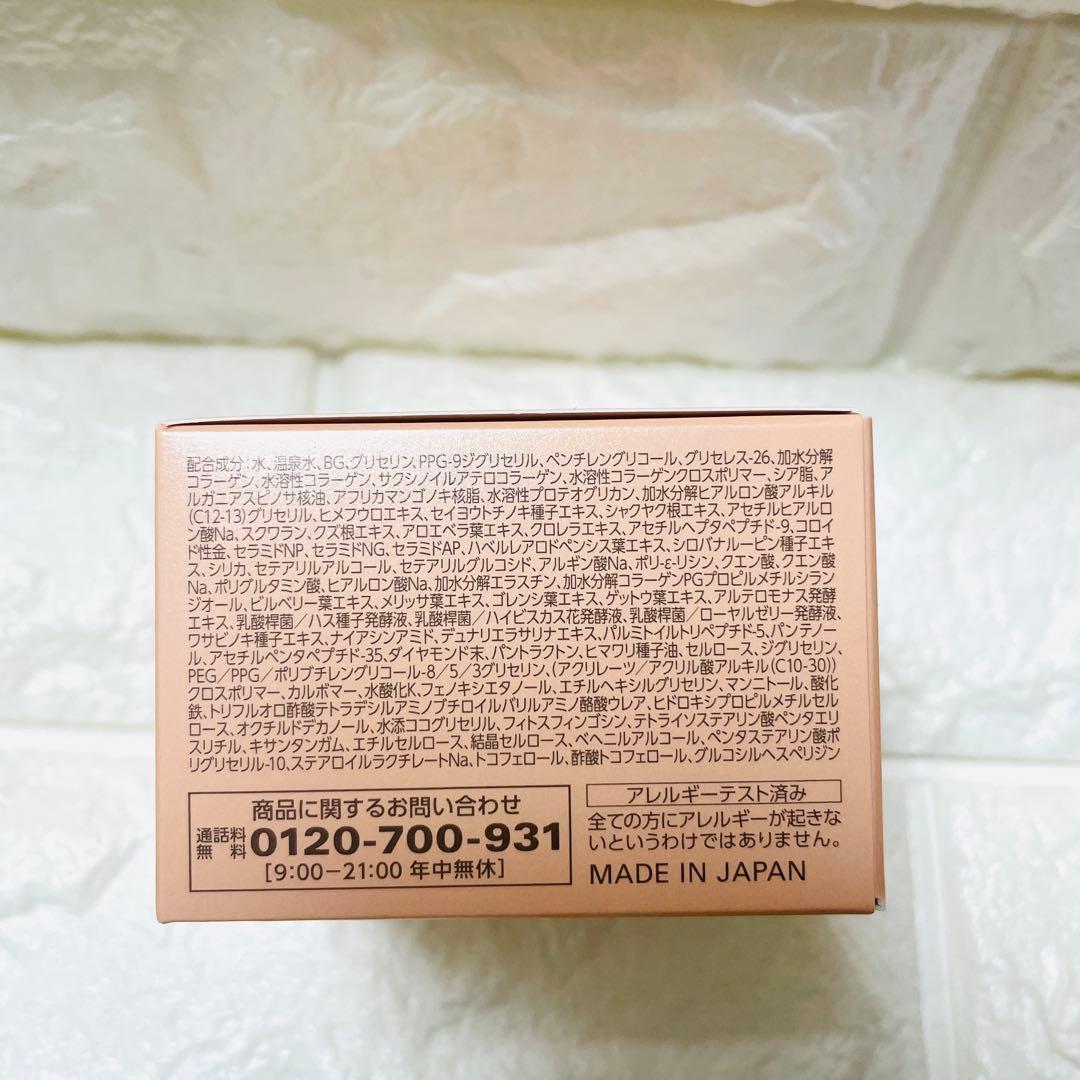 配合成分：水、温泉水、BG、グリセリン、PPG-9ジグリセリル、ペンチレングリコール、グリセレス-26、加水分解
コラーゲン、水溶性コラーゲン、サクシノイルアテロコラーゲン、水溶性コラーゲンクロスポリマー、シア脂、ア
ルガニアスピノサ核油、アフリカマンゴノキ核脂、水溶性プロテオグリカン、加水分解ヒアルロン酸アルキル
(C12-13)グリセリル、ヒメフウロエキス、セイヨウトチノキ種子エキス、シャクヤク根エキス、アセチルヒアルロ
ン酸Na、スクワラン、クズ根エキス、アロエベラ葉エキス、クロレラエキス、アセチルヘプタペプチド-9、コロイ
ド性金、セラミドNP、セラミドNG、セラミドAP、ハベルレアロドペンシス葉エキス、シロバナルーピン種子エキ
ス、シリカ、セテアリルアルコール、セテアリルグルコシド、アルギン酸Na、ポリ-ε-リシン、クエン酸、クエン酸
Na、ポリグルタミン酸、ヒアルロン酸Na、加水分解エラスチン、加水分解コラーゲンPGプロピルメチルシラン
ジオール、ビルベリー葉エキス、メリッサ葉エキス、ゴレンシ葉エキス、ゲットウ葉エキス、アルテロモナス発酵
エキス、乳酸桿菌／ハス種子発酵液、乳酸桿菌／ハイビスカス花発酵液、乳酸桿菌／ローヤルゼリー発酵液、
ワサビノキ種子エキス、ナイアシンアミド、デュナリエラサリナエキス、パルミトイルトリペプチド-5、パンテノー
ル、アセチルペンタペプチド-35、ダイヤモンド末、パントラクトン、ヒマワリ種子油、セルロース、ジグリセリン、
PEG／PPG／ポリブチレングリコール-8／5／3グリセリン、(アクリレーツ／アクリル酸アルキル(C10-30))
クロスポリマー、カルボマー、水酸化K、フェノキシエタノール、エチルヘキシルグリセリン、マンニトール、酸化
鉄、トリフルオロ酢酸テトラデシルアミノブチロイルバリルアミノ酪酸ウレア、ヒドロキシプロピルメチルセル
ロース、オクチルドデカノール、水添ココグリセリル、フィトスフィンゴシン、テトライソステアリン酸ペンタエリ
スリチル、キサンタンガム、エチルセルロース、結晶セルロース、ベヘニルアルコール、ペンタステアリン酸ポ
リグリセリル-10、ステアロイルラクチレートNa、トコフェロール、酢酸トコフェロール、グルコシルヘスペリジン
商品に関するお問い合わせ
通話料無料 0120-700-931
［9:00－21:00 年中無休］
アレルギーテスト済み
全ての方にアレルギーが起きな
いというわけではありません。
MADE IN JAPAN